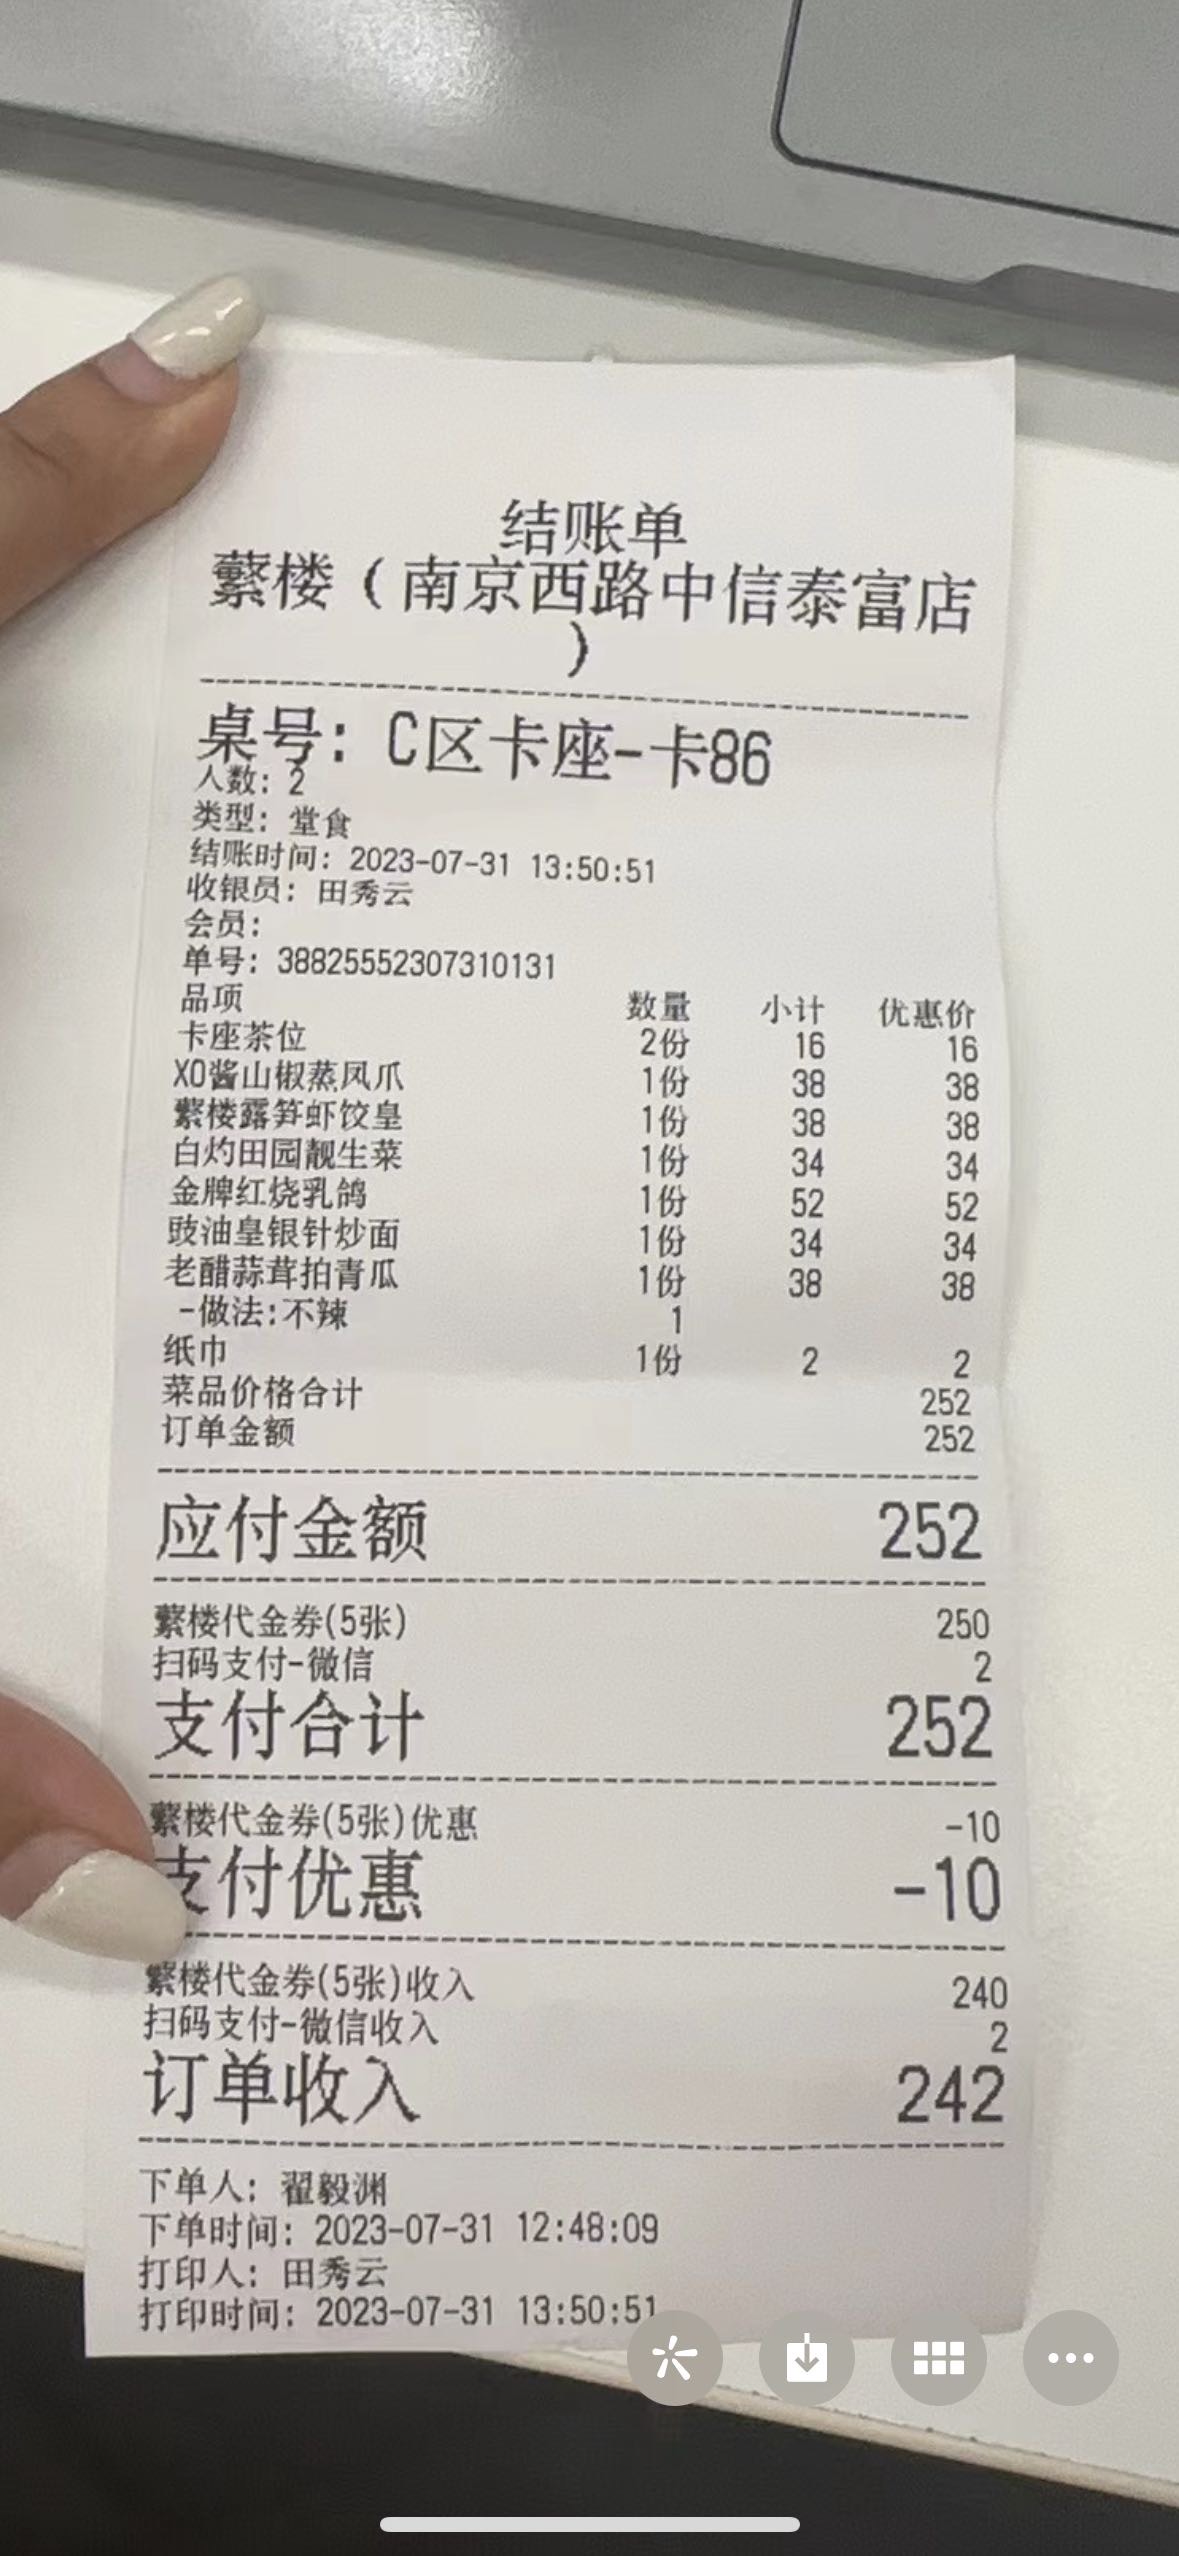 结账单
蘩楼（南京西路中信泰富店
）
桌号: C区卡座-卡86
人数: 2
类型: 堂食
结账时间: 2023-07-31 13:50:51
收银员: 田秀云
会员:
单号: 38825552307310131
品项 数量 小计 优惠价
卡座茶位 2份 16 16
XO酱山椒蒸凤爪 1份 38 38
蘩楼露笋虾饺皇 1份 38 38
白灼田园靓生菜 1份 34 34
金牌红烧乳鸽 1份 52 52
豉油皇银针炒面 1份 34 34
老醋蒜茸拍青瓜 1份 38 38
-做法:不辣 1
纸巾 1份 2 2
菜品价格合计 252
订单金额 252
应付金额 252
蘩楼代金券(5张) 250
扫码支付-微信 2
支付合计 252
蘩楼代金券(5张)优惠 -10
支付优惠 -10
蘩楼代金券(5张)收入 240
扫码支付-微信收入 2
订单收入 242
下单人: 翟毅渊
下单时间: 2023-07-31 12:48:09
打印人: 田秀云
打印时间: 2023-07-31 13:50:51